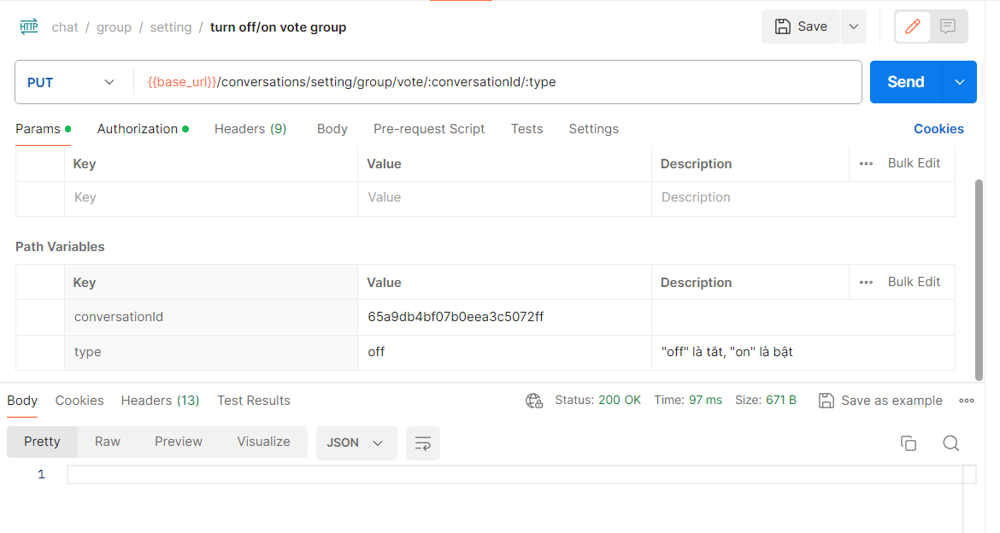 HTTP chat / group / setting / turn off/on vote group Save
PUT {{base_url}}/conversations/setting/group/vote/:conversationId/:type Send
Params Authorization Headers (9) Body Pre-request Script Tests Settings Cookies
Key Value Description Bulk Edit
Key Value Description
Path Variables
Key Value Description Bulk Edit
conversationId 65a9db4bf07b0eea3c5072ff
type off "off" là tắt, "on" là bật
Body Cookies Headers (13) Test Results Status: 200 OK Time: 97 ms Size: 671 B Save as example
Pretty Raw Preview Visualize JSON
1